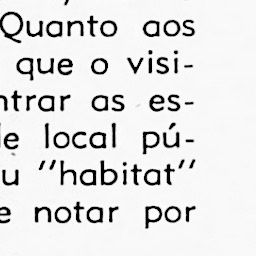 Quanto aos
que o visi-
ntrar as es-
le local pú-
u "habitat"
e notar por